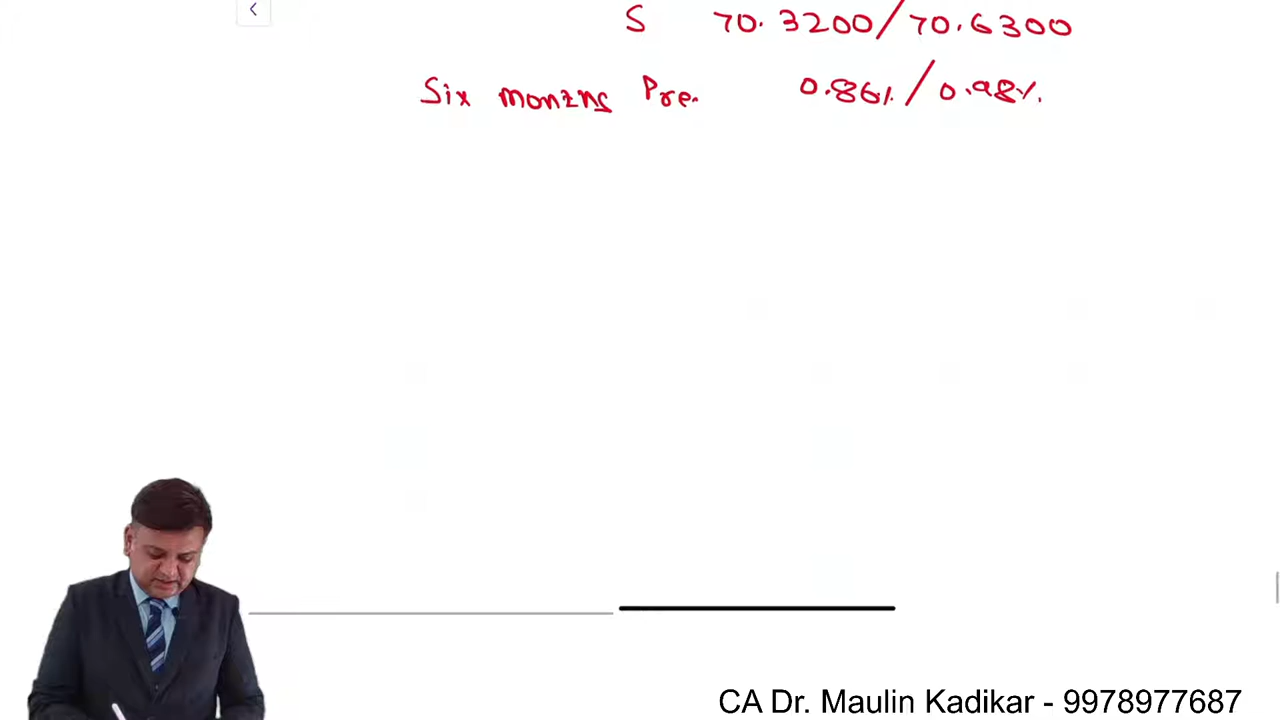 S 70.3200/70.6300
Six months Pre. 0.86%/0.98%.
CA Dr. Maulin Kadikar - 9978977687